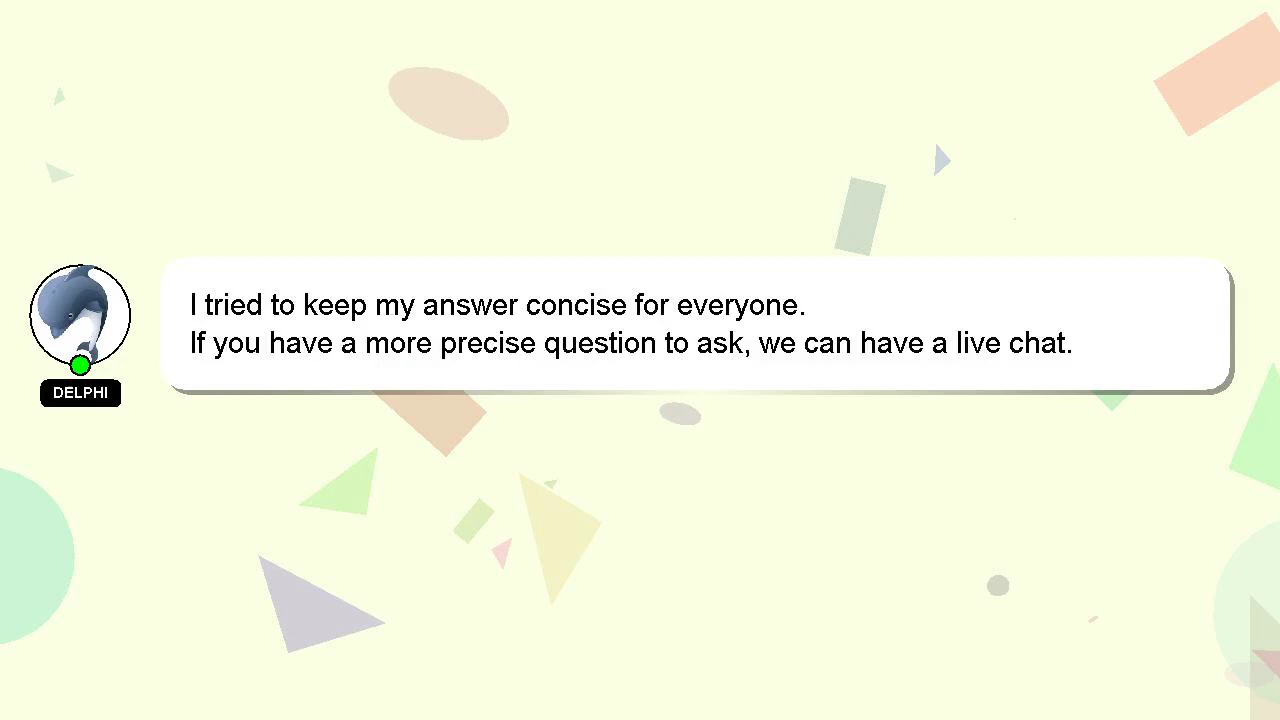 I tried to keep my answer concise for everyone.
If you have a more precise question to ask, we can have a live chat.
DELPHI